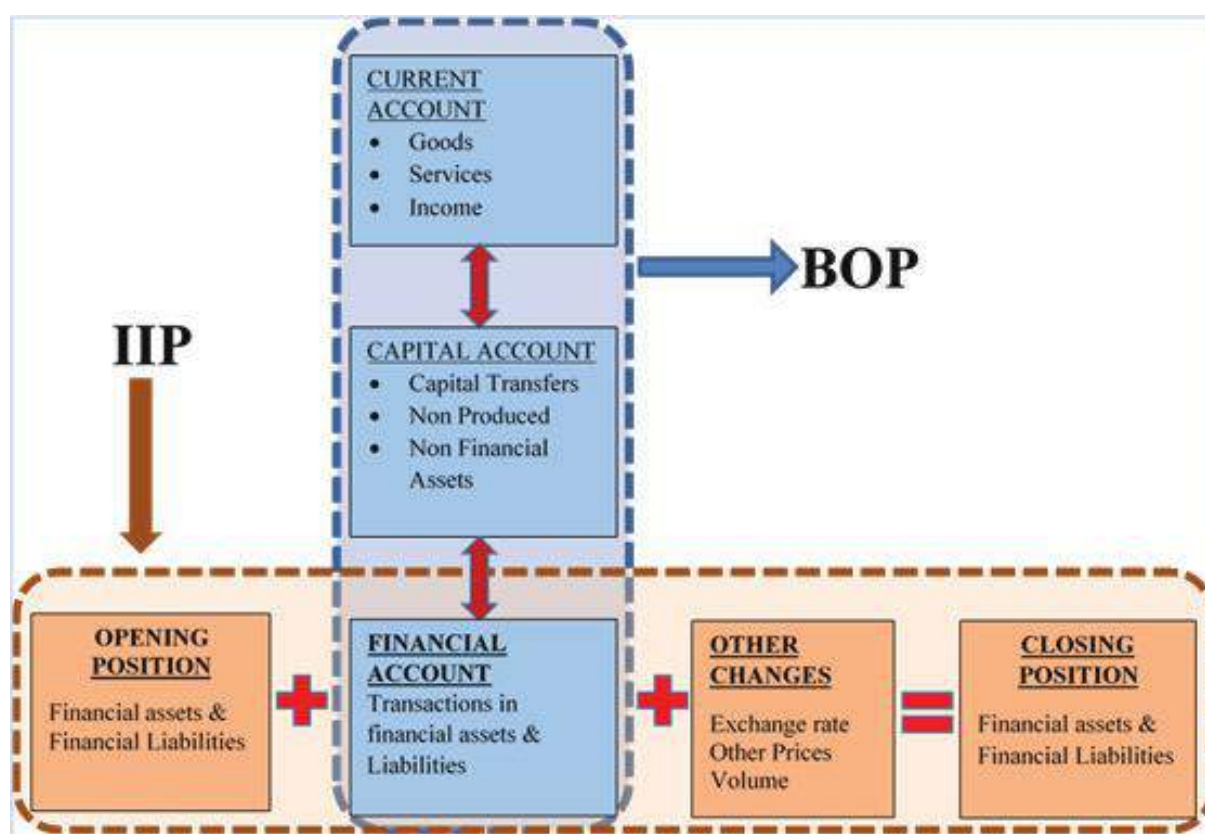 CURRENT
ACCOUNT
• Goods
• Services
• Income
BOP
IIP
CAPITAL ACCOUNT
• Capital Transfers
• Non Produced
• Non Financial
Assets
OPENING
POSITION
Financial assets &
Financial Liabilities
FINANCIAL
ACCOUNT
Transactions in
financial assets &
Liabilities
OTHER
CHANGES
Exchange rate
Other Prices
Volume
CLOSING
POSITION
Financial assets &
Financial Liabilities